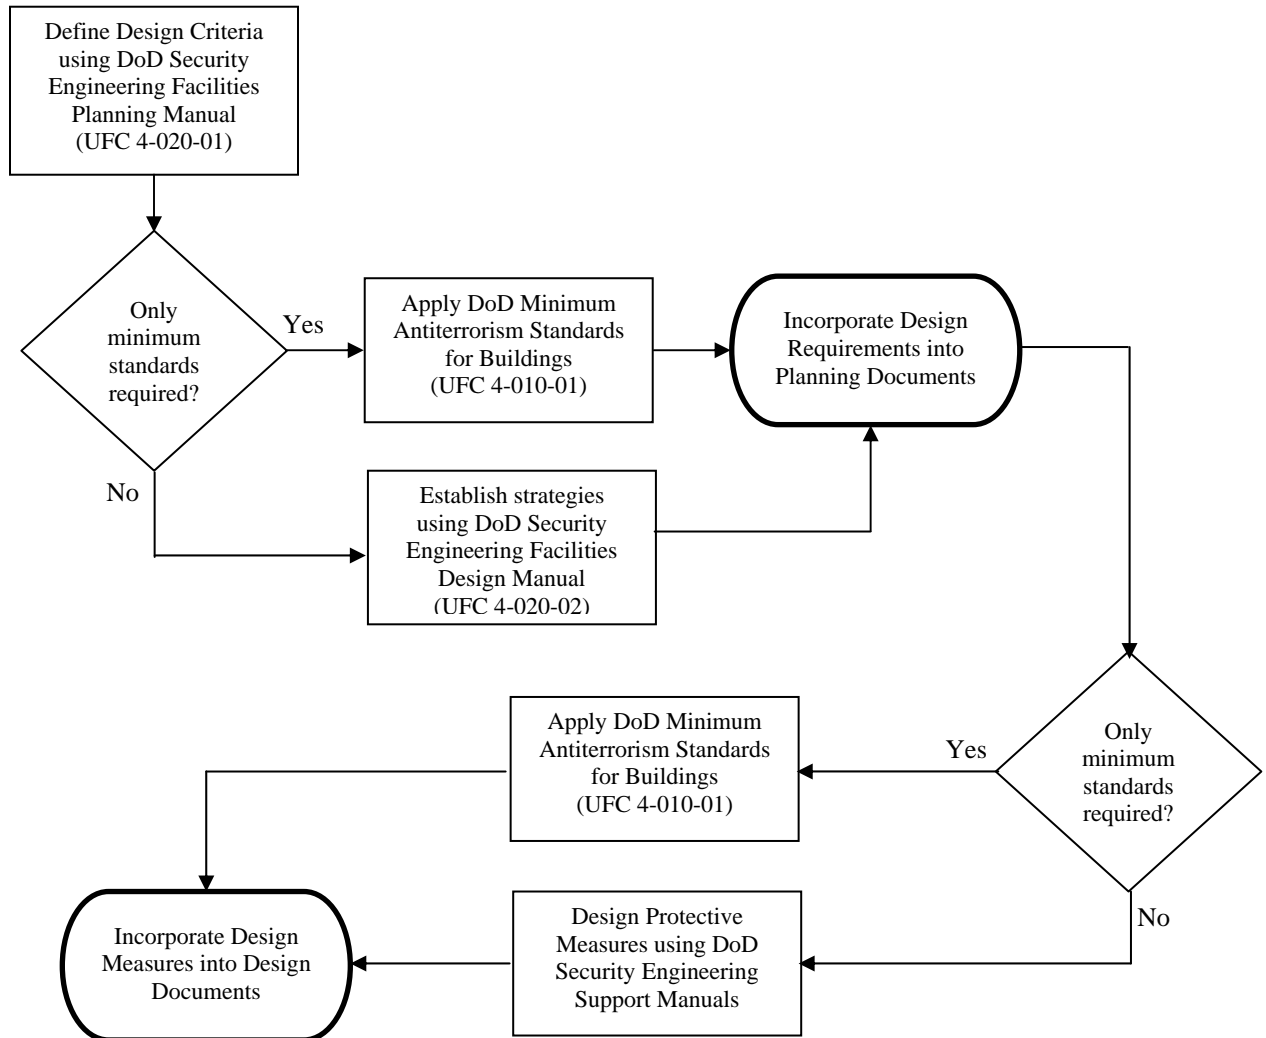 Define Design Criteria
using DoD Security
Engineering Facilities
Planning Manual
(UFC 4-020-01)
Only
minimum
standards
required?
Yes
Apply DoD Minimum
Antiterrorism Standards
for Buildings
(UFC 4-010-01)
Incorporate Design
Requirements into
Planning Documents
No
Establish strategies
using DoD Security
Engineering Facilities
Design Manual
(UFC 4-020-02)
Only
minimum
standards
required?
Yes
Apply DoD Minimum
Antiterrorism Standards
for Buildings
(UFC 4-010-01)
No
Design Protective
Measures using DoD
Security Engineering
Support Manuals
Incorporate Design
Measures into Design
Documents